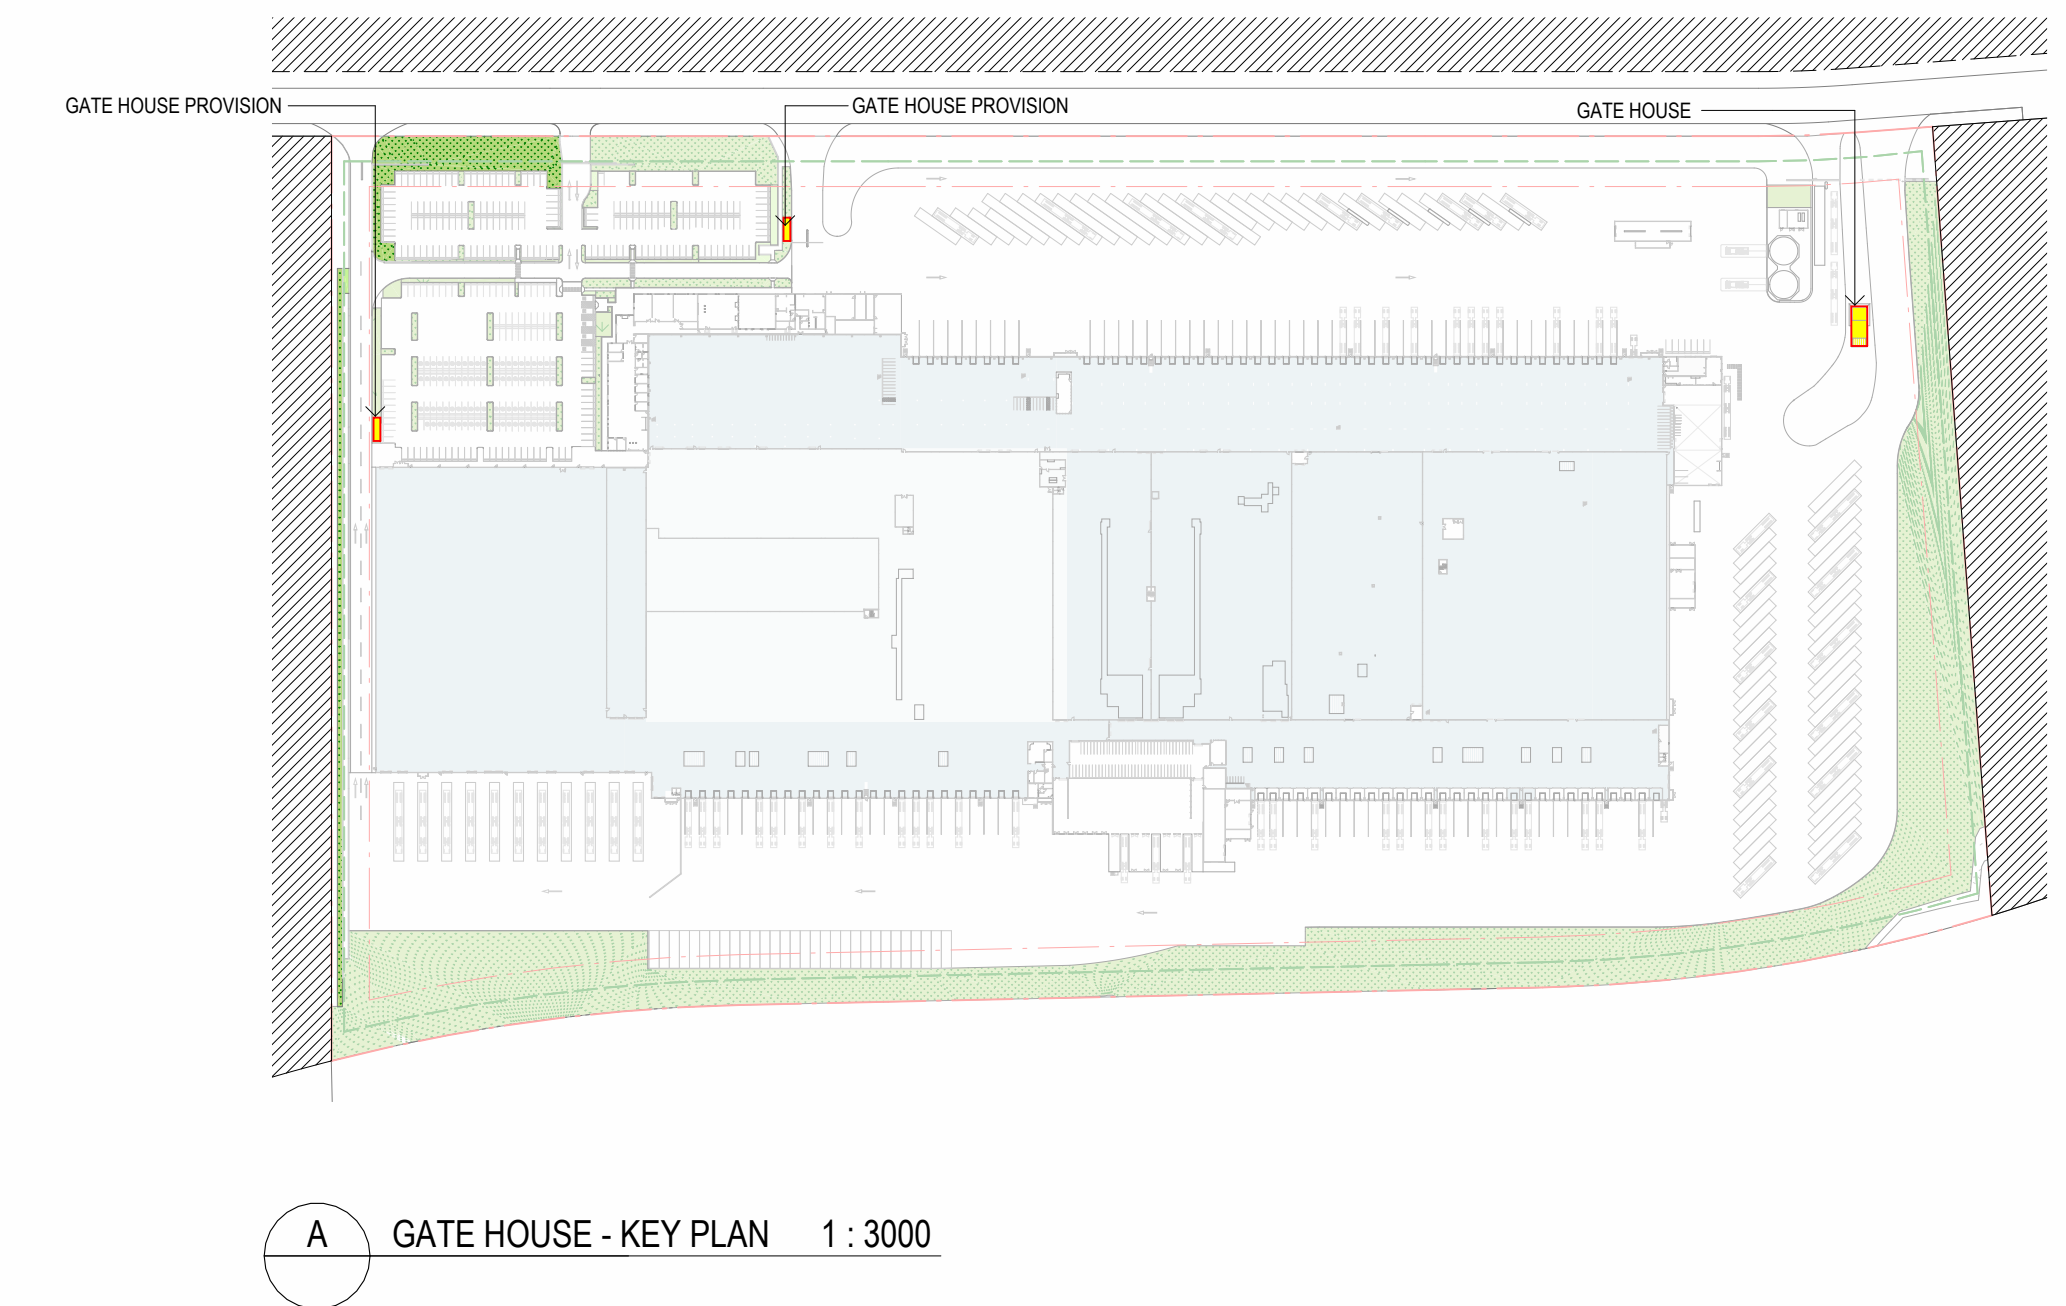 GATE HOUSE PROVISION
GATE HOUSE PROVISION
GATE HOUSE
A
GATE HOUSE - KEY PLAN 1 : 3000